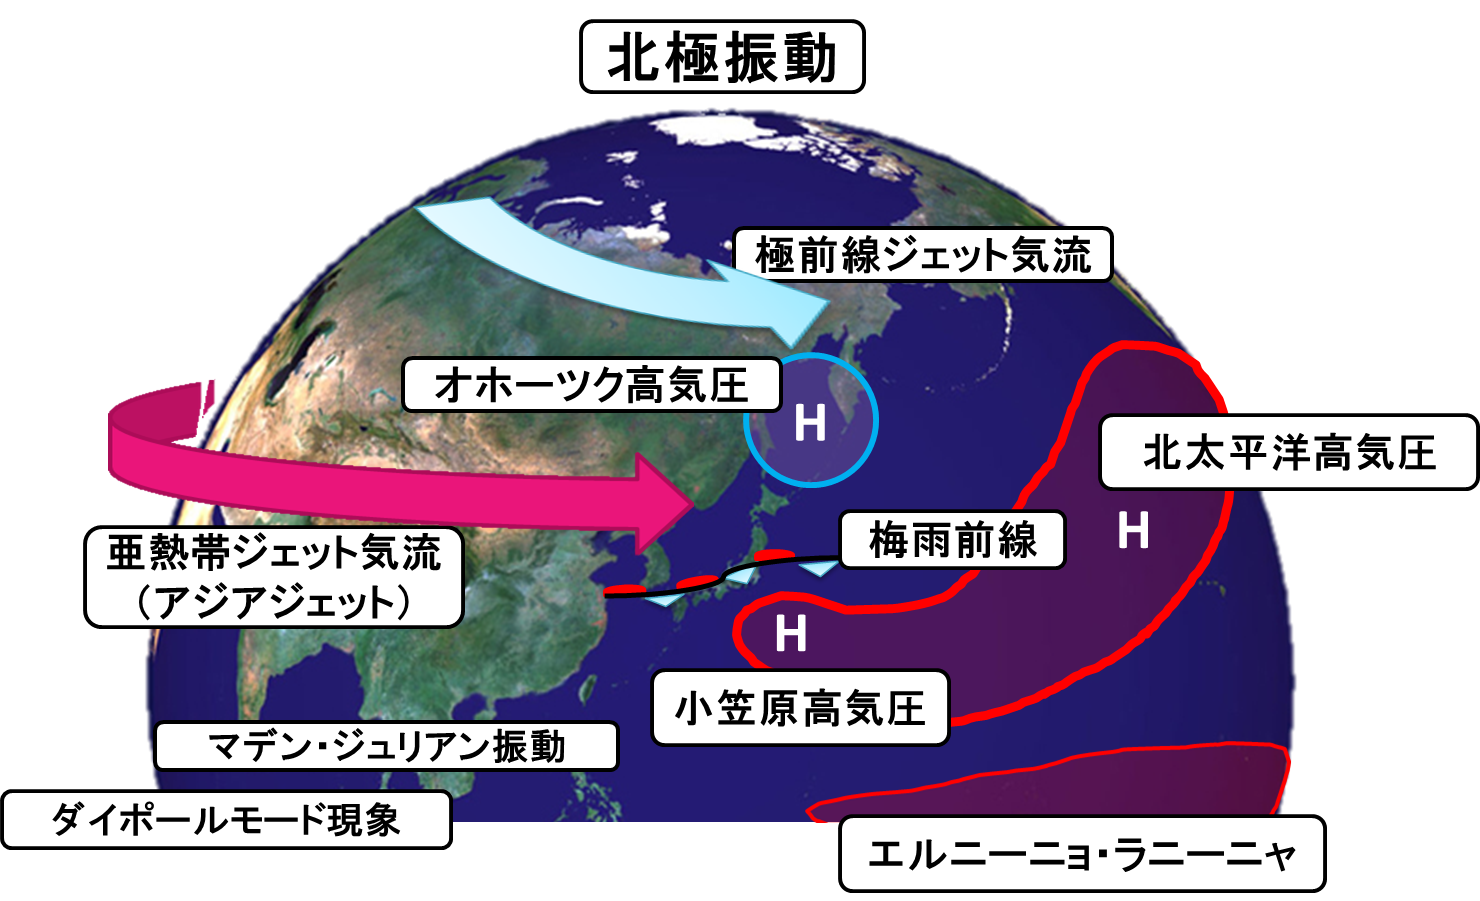 北極振動
極前線ジェット気流
オホーツク高気圧
H
北太平洋高気圧
H
梅雨前線
亜熱帯ジェット気流
（アジアジェット）
H
小笠原高気圧
マデン・ジュリアン振動
ダイポールモード現象
エルニーニョ・ラニーニャ